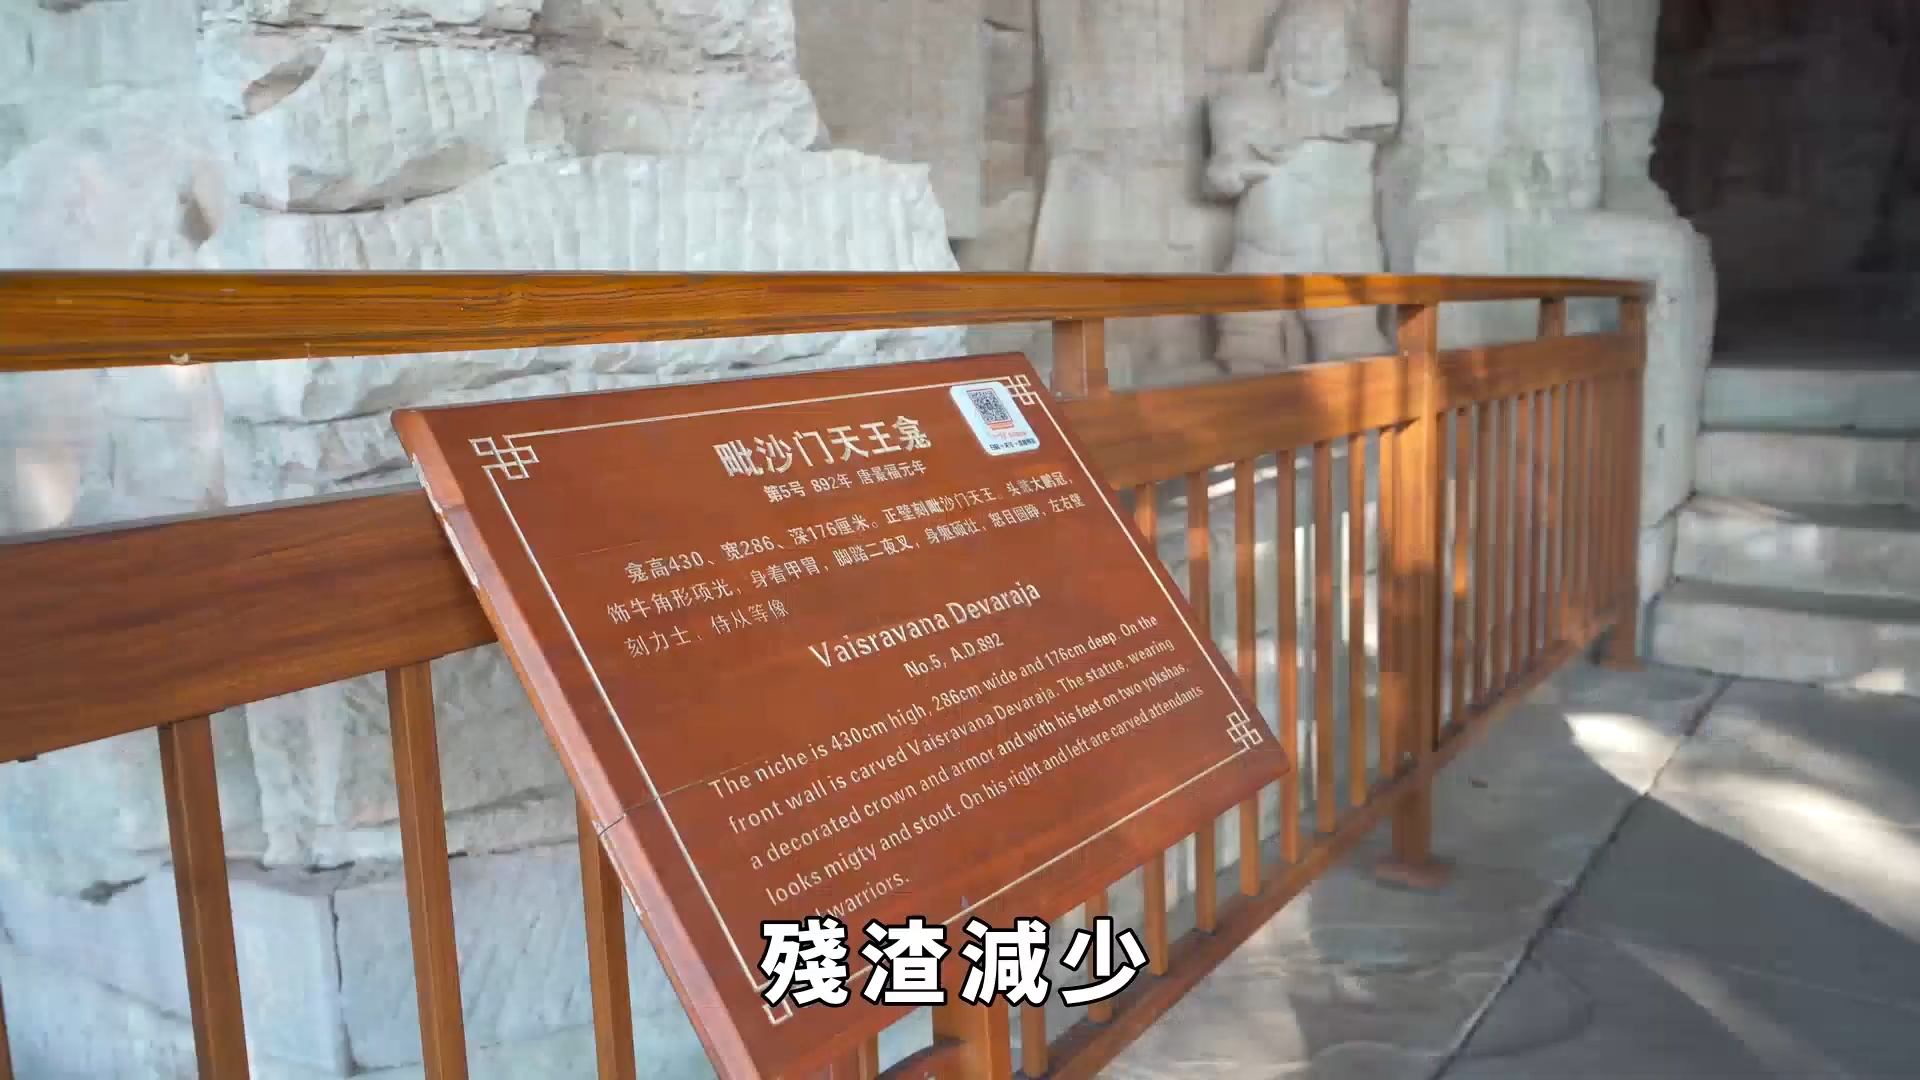 毗沙门天王龛
第5号 892年 唐景福元年
龛高430、宽286、深176厘米。正壁刻毗沙门天王。头戴大鹏冠，
饰牛角形项光，身着甲胄，脚踏二夜叉，身躯硕壮，怒目圆睁，左右壁
刻力士、侍从等像
Vaisravana Devaraja
No.5, A.D.892
The niche is 430cm high, 286cm wide and 176cm deep. On the
front wall is carved Vaisravana Devaraja. The statue, wearing
a decorated crown and armor and with his feet on two yokshas,
looks migty and stout. On his right and left are carved attendants
warriors.
殘渣減少